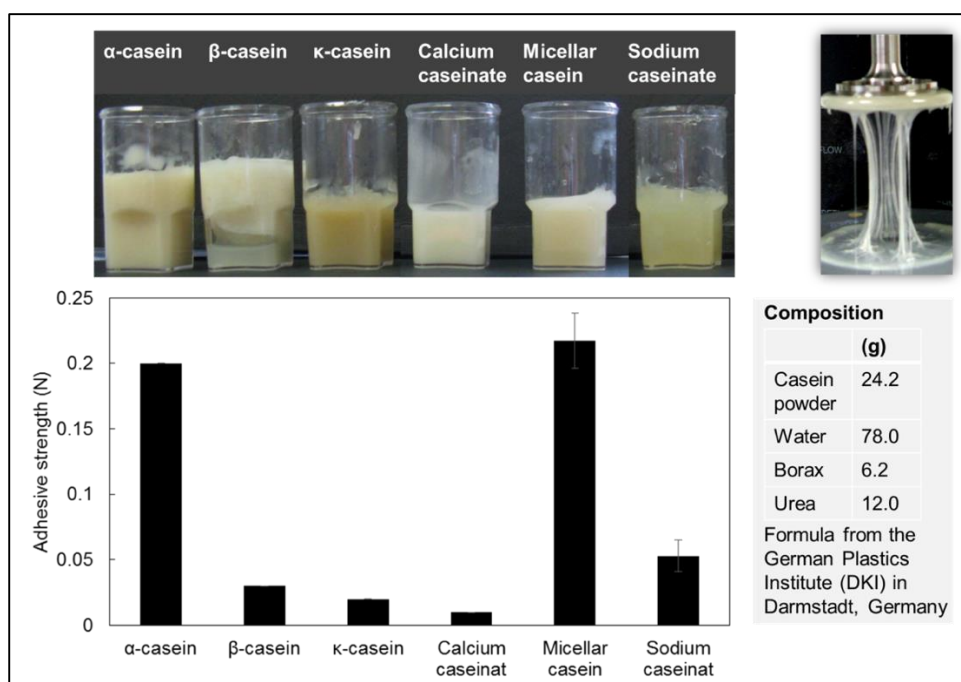 α-casein
β-casein
κ-casein
Calcium
caseinate
Micellar
casein
Sodium
caseinate
FLOW
Adhesive strength (N)
0.25
0.2
0.15
0.1
0.05
0
α-casein
β-casein
κ-casein
Calcium
caseinat
Micellar
casein
Sodium
caseinat
Composition
(g)
Casein
powder
24.2
Water 78.0
Borax 6.2
Urea 12.0
Formula from the
German Plastics
Institute (DKI) in
Darmstadt, Germany